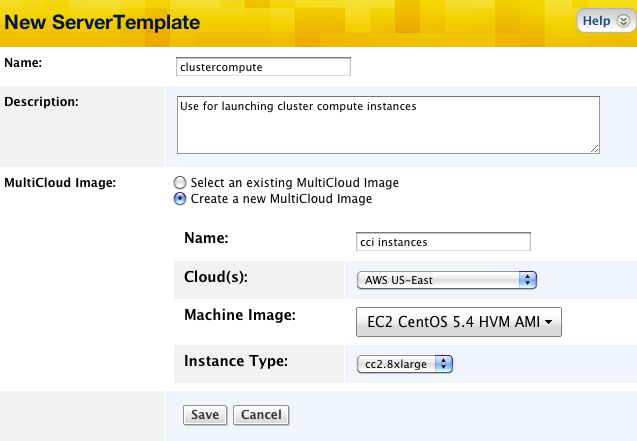 New ServerTemplate
Help
Name:
clustercompute
Description:
Use for launching cluster compute instances
MultiCloud Image:
Select an existing MultiCloud Image
Create a new MultiCloud Image
Name:
cci instances
Cloud(s):
AWS US-East
Machine Image:
EC2 CentOS 5.4 HVM AMI
Instance Type:
cc2.8xlarge
Save
Cancel